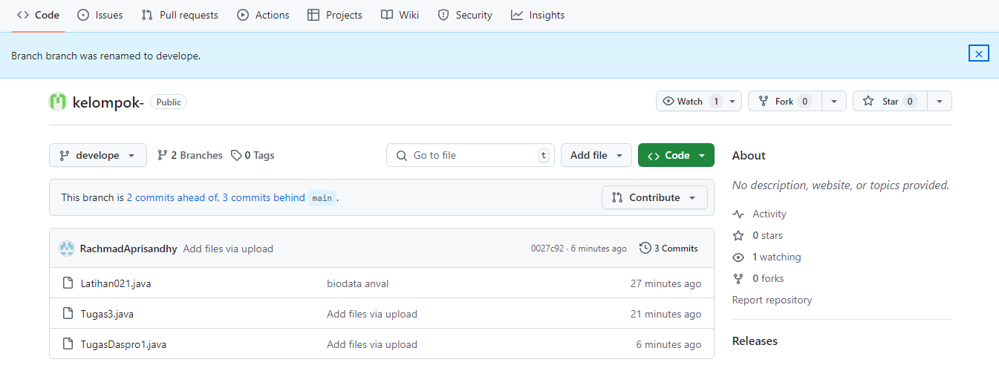 Code Issues Pull requests Actions Projects Wiki Security Insights
Branch branch was renamed to develope.
kelompok- Public Watch 1 Fork 0 Star 0
develope 2 Branches 0 Tags Go to file t Add file Code
This branch is 2 commits ahead of, 3 commits behind main.
Contribute
RachmadAprisandhy Add files via upload 0027c92 · 6 minutes ago 3 Commits
Latihan021.java biodata anval 27 minutes ago
Tugas3.java Add files via upload 21 minutes ago
TugasDaspro1.java Add files via upload 6 minutes ago
About
No description, website, or topics provided.
Activity
0 stars
1 watching
0 forks
Report repository
Releases